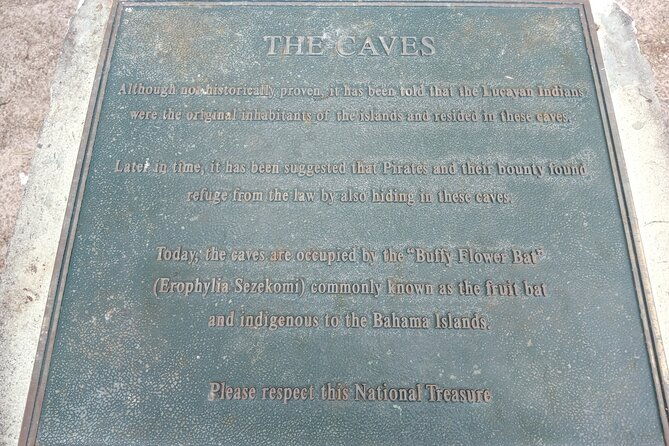 THE CAVES
Although not historically proven, it has been told that the Lucayan Indians
were the original inhabitants of the islands and resided in these caves.
Later in time, it has been suggested that Pirates and their bounty found
refuge from the law by also hiding in these caves.
Today, the caves are occupied by the "Buffy Flower Bat"
(Erophylia Sezekomi) commonly known as the fruit bat
and indigenous to the Bahama Islands.
Please respect this National Treasure